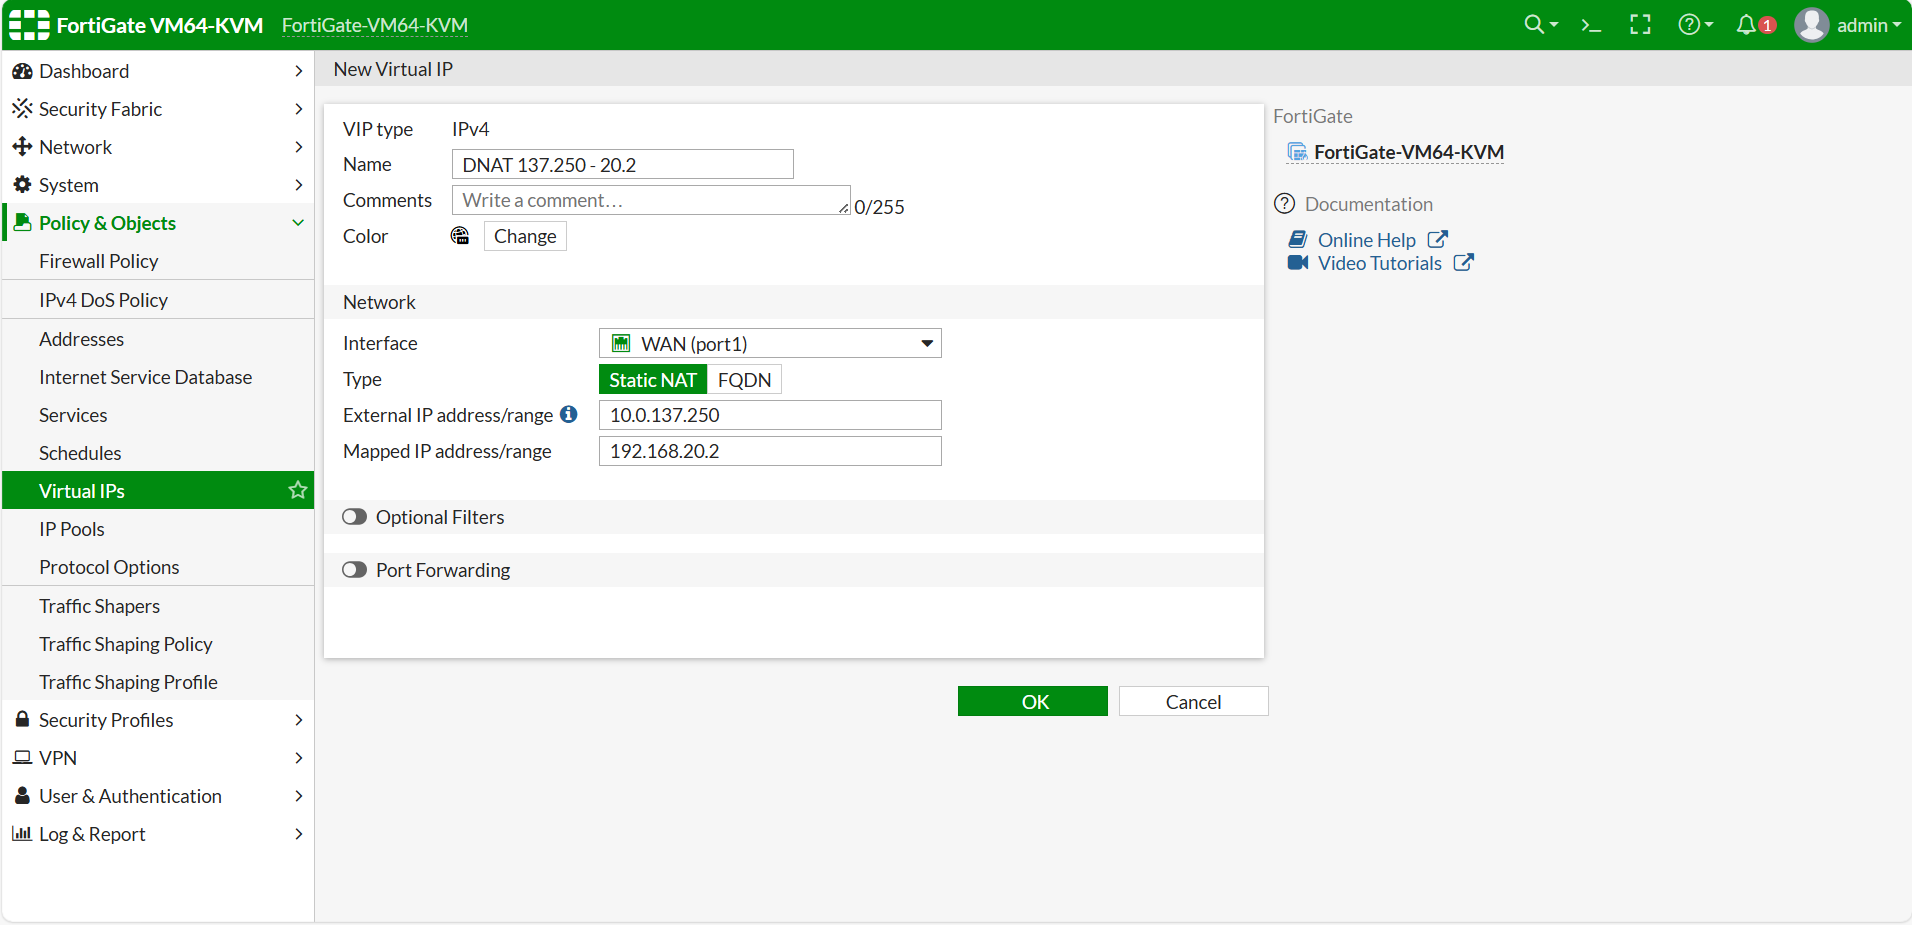 FortiGate VM64-KVM FortiGate-VM64-KVM 1 admin
Dashboard
Security Fabric
Network
System
Policy & Objects
Firewall Policy
IPv4 DoS Policy
Addresses
Internet Service Database
Services
Schedules
Virtual IPs
IP Pools
Protocol Options
Traffic Shapers
Traffic Shaping Policy
Traffic Shaping Profile
Security Profiles
VPN
User & Authentication
Log & Report
New Virtual IP
VIP type IPv4
Name DNAT 137.250 - 20.2
Comments Write a comment... 0/255
Color Change
Network
Interface WAN (port1)
Type Static NAT FQDN
External IP address/range 10.0.137.250
Mapped IP address/range 192.168.20.2
Optional Filters
Port Forwarding
OK Cancel
FortiGate
FortiGate-VM64-KVM
Documentation
Online Help
Video Tutorials